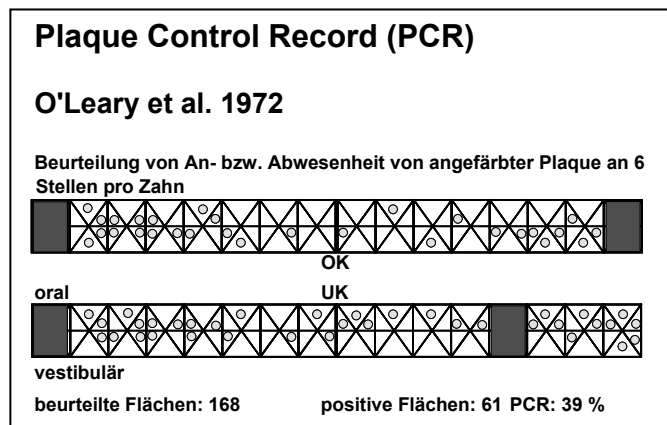 Plaque Control Record (PCR)
O'Leary et al. 1972
Beurteilung von An- bzw. Abwesenheit von angefärbter Plaque an 6
Stellen pro Zahn
OK
oral UK
vestibulär
beurteilte Flächen: 168 positive Flächen: 61 PCR: 39 %